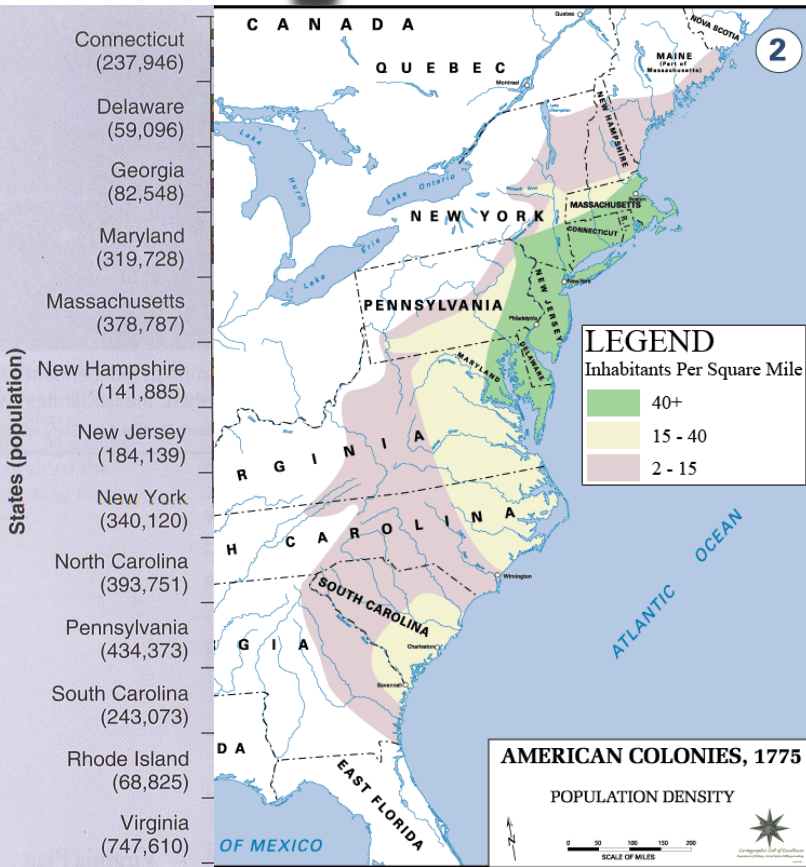 States (population)
Connecticut
(237,946)
Delaware
(59,096)
Georgia
(82,548)
Maryland
(319,728)
Massachusetts
(378,787)
New Hampshire
(141,885)
New Jersey
(184,139)
New York
(340,120)
North Carolina
(393,751)
Pennsylvania
(434,373)
South Carolina
(243,073)
Rhode Island
(68,825)
Virginia
(747,610)
2
CANADA
QUEBEC
Quebec
Montreal
NOVA SCOTIA
MAINE
(Part of
Massachusetts)
NEW HAMPSHIRE
Lake
Huron
Lake Ontario
Lake Erie
NEW YORK
MASSACHUSETTS
Boston
CONNECTICUT
R.I.
New York
PENNSYLVANIA
NEW JERSEY
Philadelphia
MARYLAND
DELAWARE
RGINIA
H CAROLINA
Wilmington
SOUTH CAROLINA
Charleston
Savannah
GIA
DA
EAST FLORIDA
OF MEXICO
ATLANTIC OCEAN
LEGEND
Inhabitants Per Square Mile
40+
15 - 40
2 - 15
AMERICAN COLONIES, 1775
POPULATION DENSITY
N
0 50 100 150 200
SCALE OF MILES